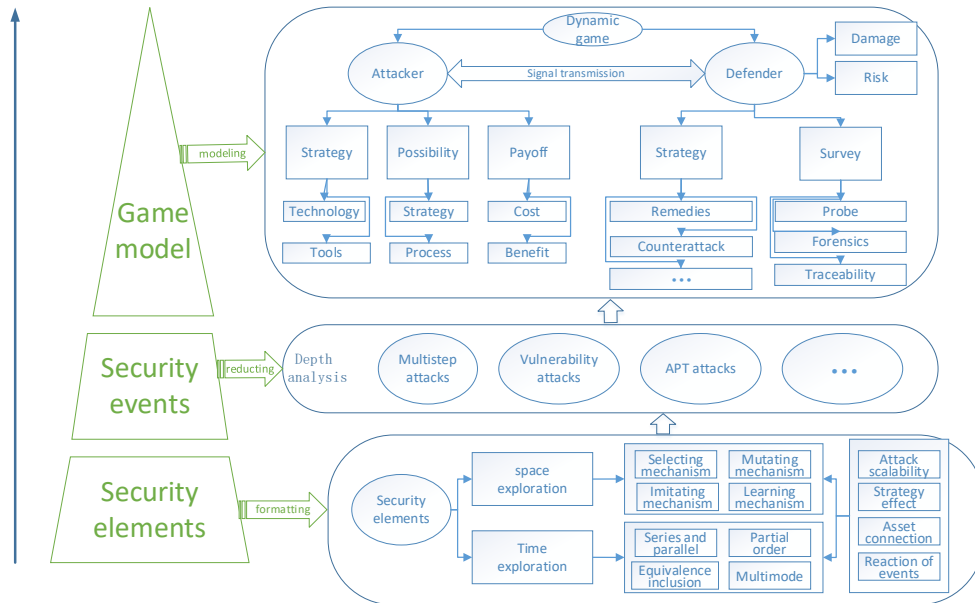 Dynamic
game
Attacker
Signal transmission
Defender
Damage
Risk
modeling
Strategy
Possibility
Payoff
Strategy
Survey
Technology
Strategy
Cost
Remedies
Probe
Tools
Process
Benefit
Counterattack
Forensics
...
Traceability
Game
model
Security
events
reducting
Depth
analysis
Multistep
attacks
Vulnerability
attacks
APT attacks
...
Security
elements
formatting
Security
elements
space
exploration
Time
exploration
Selecting
mechanism
Mutating
mechanism
Imitating
mechanism
Learning
mechanism
Series and
parallel
Partial
order
Equivalence
inclusion
Multimode
Attack
scalability
Strategy
effect
Asset
connection
Reaction of
events